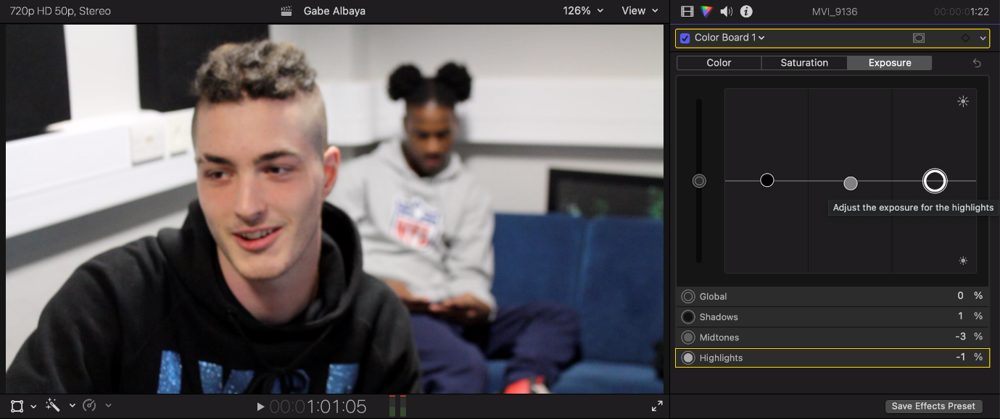 720p HD 50p, Stereo
Gabe Albaya
126%
View
MVI_9136
00:00:01:22
Color Board 1
Color
Saturation
Exposure
Adjust the exposure for the highlights
Global 0 %
Shadows 1 %
Midtones -3 %
Highlights -1 %
00:01:01:05
Save Effects Preset